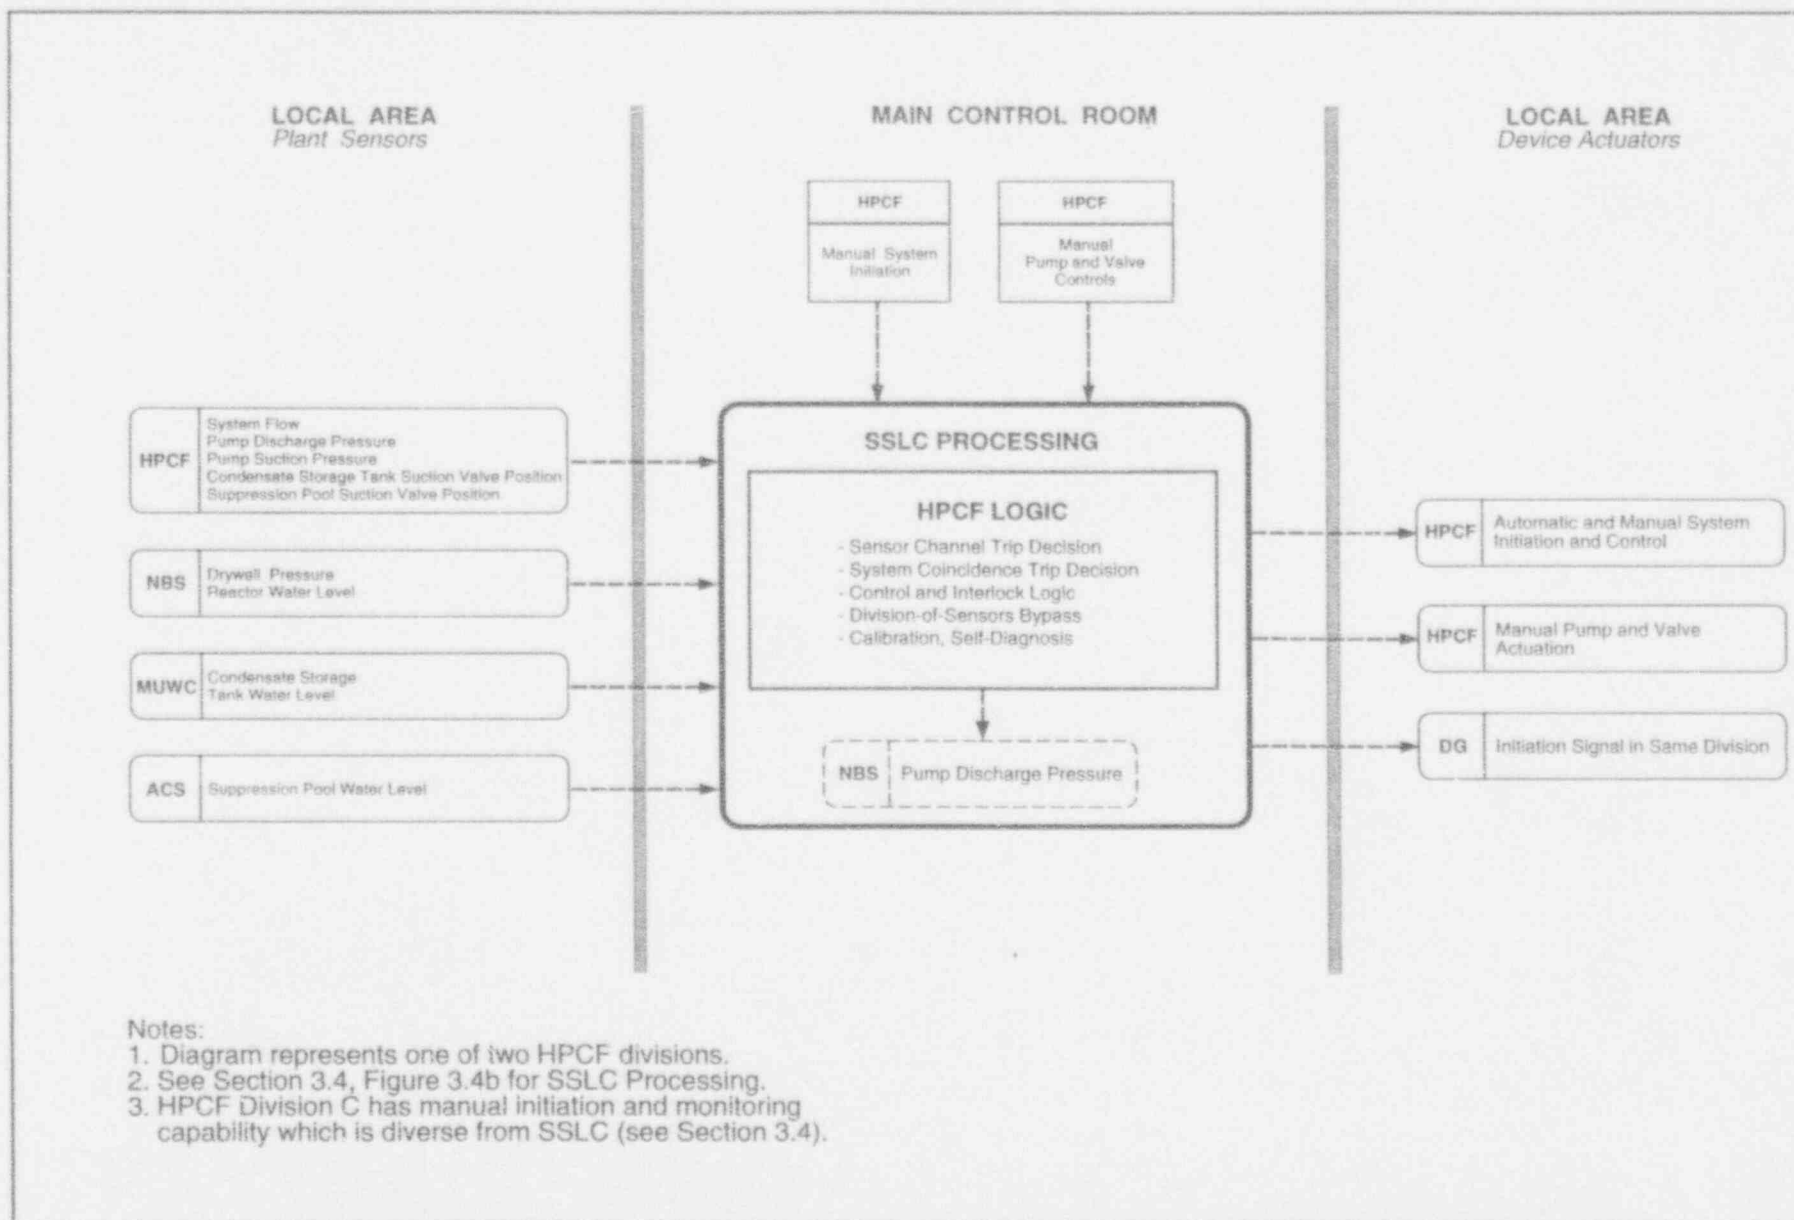 LOCAL AREA
Plant Sensors
MAIN CONTROL ROOM
LOCAL AREA
Device Actuators
HPCF
Manual System
Initiation
HPCF
Manual
Pump and Valve
Controls
HPCF
System Flow
Pump Discharge Pressure
Pump Suction Pressure
Condensate Storage Tank Suction Valve Position
Suppression Pool Suction Valve Position
NBS
Drywell Pressure
Reactor Water Level
MUWC
Condensate Storage
Tank Water Level
ACS
Suppression Pool Water Level
SSLC PROCESSING
HPCF LOGIC
- Sensor Channel Trip Decision
- System Coincidence Trip Decision
- Control and Interlock Logic
- Division-of-Sensors Bypass
- Calibration, Self-Diagnosis
NBS
Pump Discharge Pressure
HPCF
Automatic and Manual System
Initiation and Control
HPCF
Manual Pump and Valve
Actuation
DG
Initiation Signal in Same Division
Notes:
1. Diagram represents one of two HPCF divisions.
2. See Section 3.4, Figure 3.4b for SSLC Processing.
3. HPCF Division C has manual initiation and monitoring
capability which is diverse from SSLC (see Section 3.4).